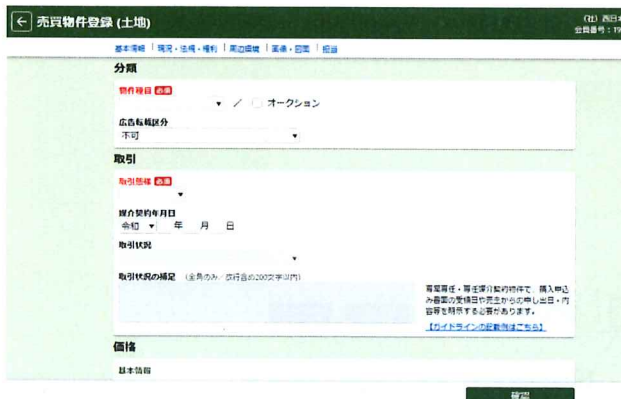 売買物件登録 (土地)
(社) 西日本
会員番号：19
基本情報 | 現況・法規・権利 | 周辺環境 | 画像・図面 | 担当
分類
物件種目 必須
／ オークション
広告転載区分
不可
取引
取引態様 必須
媒介契約年月日
令和 年 月 日
取引状況
取引状況の補足 (全角のみ／改行含め200文字以内)
専属専任・専任媒介契約物件で、購入申込
み書面の受領日や売主からの申し出日・内
容等を明示する必要があります。
【ガイドラインの記載例はこちら】
価格
基本情報
確認